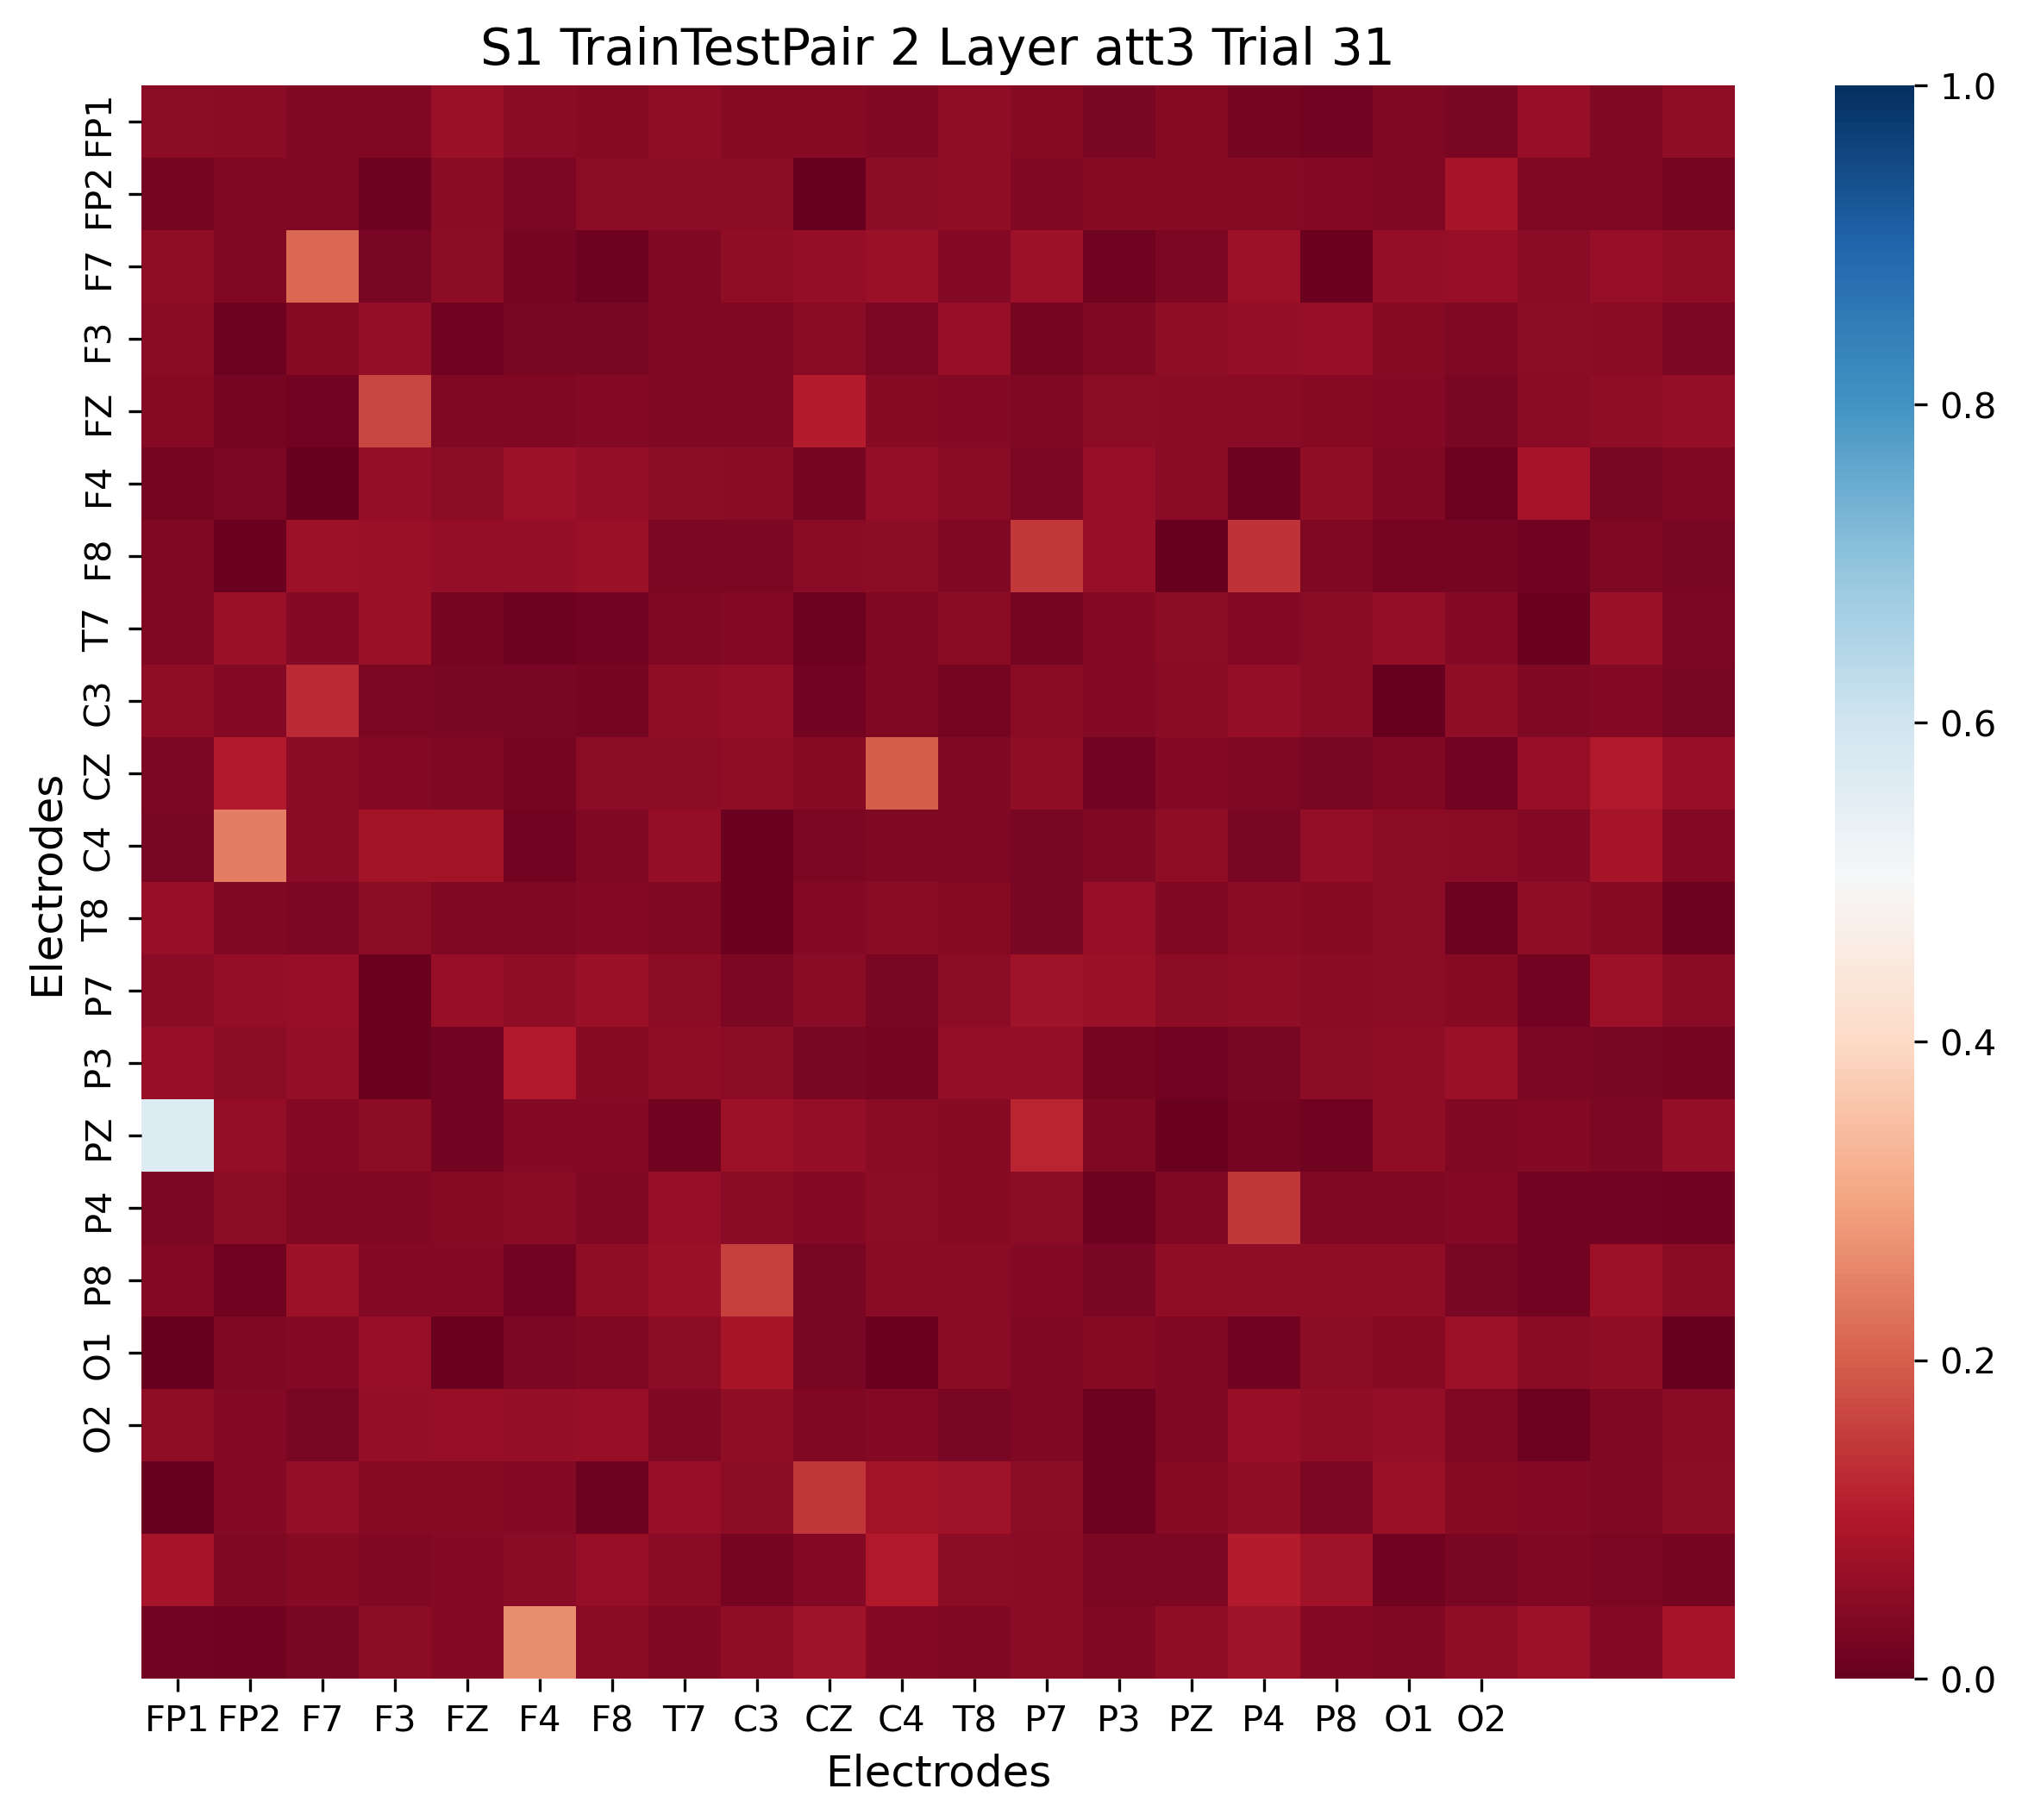 S1 TrainTestPair 2 Layer att3 Trial 31
Electrodes
FP1
FP2
F7
F3
FZ
F4
F8
T7
C3
CZ
C4
T8
P7
P3
PZ
P4
P8
O1
O2
FP1 FP2 F7 F3 FZ F4 F8 T7 C3 CZ C4 T8 P7 P3 PZ P4 P8 O1 O2
Electrodes
1.0
0.8
0.6
0.4
0.2
0.0